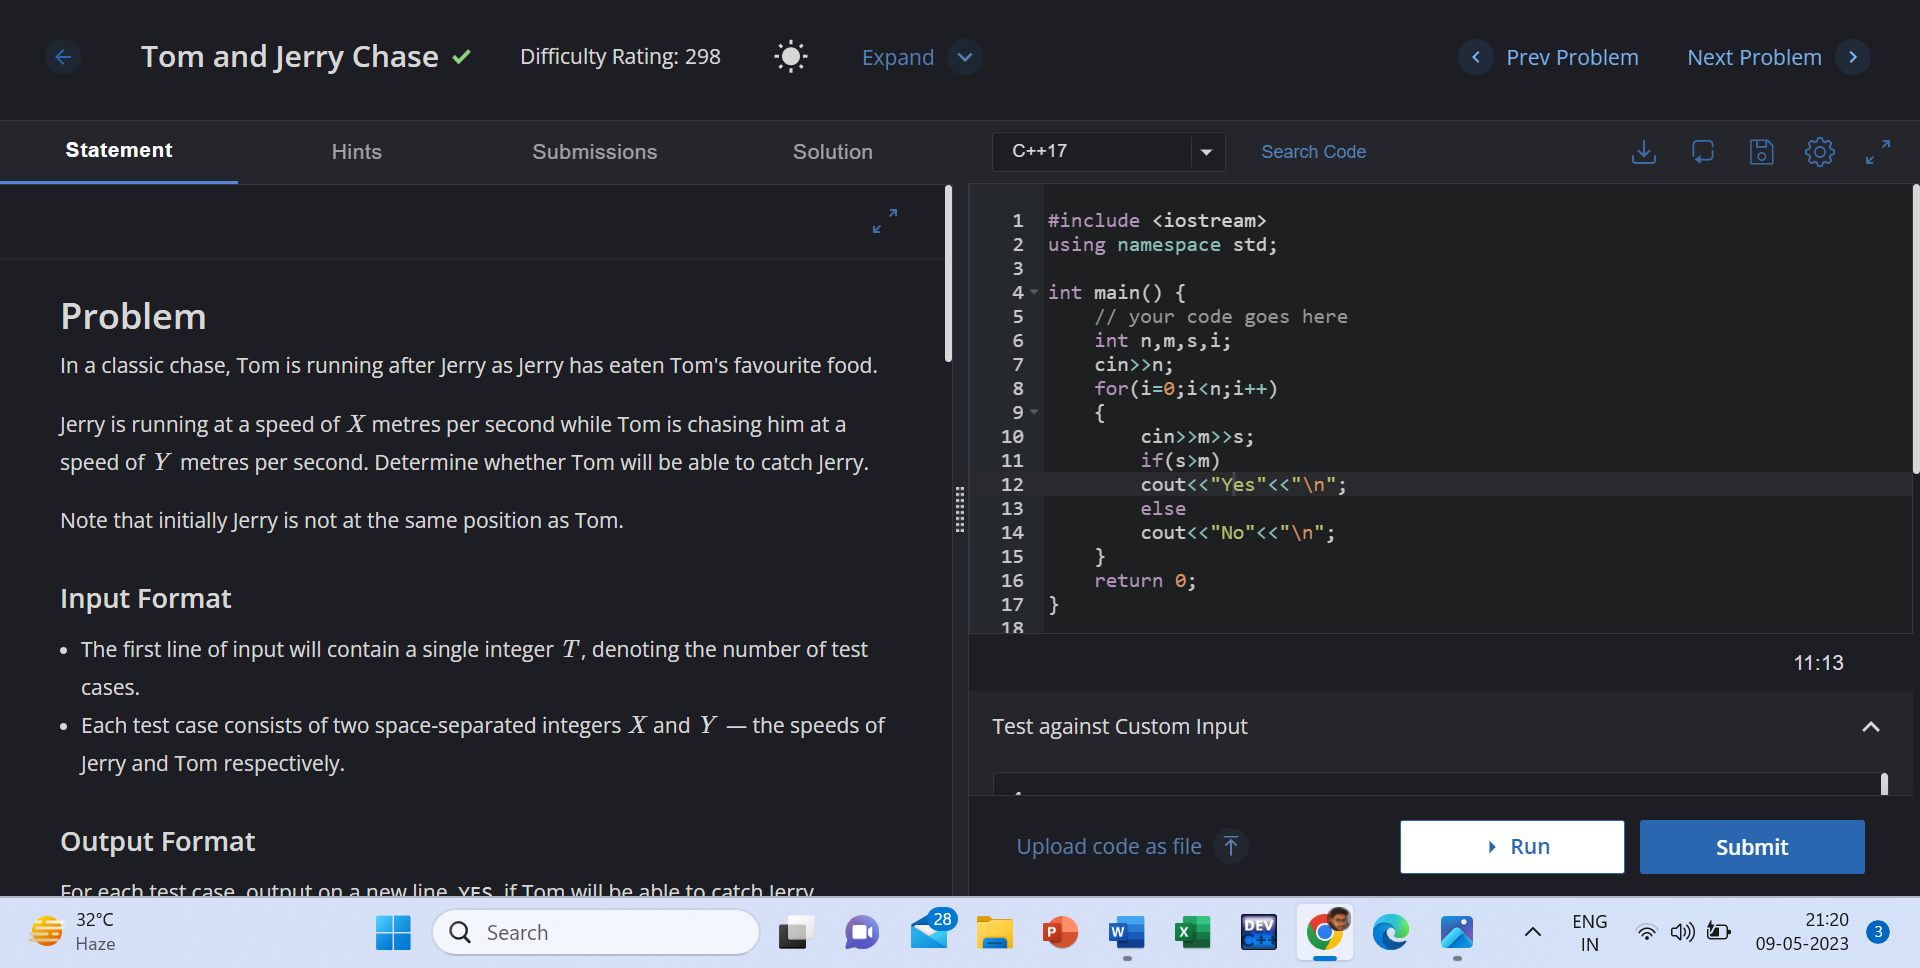 Tom and Jerry Chase
Difficulty Rating: 298
Expand
Prev Problem
Next Problem
Statement
Hints
Submissions
Solution
Problem
In a classic chase, Tom is running after Jerry as Jerry has eaten Tom's favourite food.
Jerry is running at a speed of X metres per second while Tom is chasing him at a
speed of Y metres per second. Determine whether Tom will be able to catch Jerry.
Note that initially Jerry is not at the same position as Tom.
Input Format
• The first line of input will contain a single integer T, denoting the number of test
cases.
• Each test case consists of two space-separated integers X and Y — the speeds of
Jerry and Tom respectively.
Output Format
For each test case, output on a new line, YES, if Tom will be able to catch Jerry
C++17
Search Code
1 #include <iostream>
2 using namespace std;
3
4 int main() {
5 // your code goes here
6 int n,m,s,i;
7 cin>>n;
8 for(i=0;i<n;i++)
9 {
10 cin>>m>>s;
11 if(s>m)
12 cout<<"Yes"<<"\n";
13 else
14 cout<<"No"<<"\n";
15 }
16 return 0;
17 }
18
11:13
Test against Custom Input
Upload code as file
Run
Submit
32°C
Haze
Search
28
P
W
X
DEV
C++
ENG
IN
21:20
09-05-2023
3